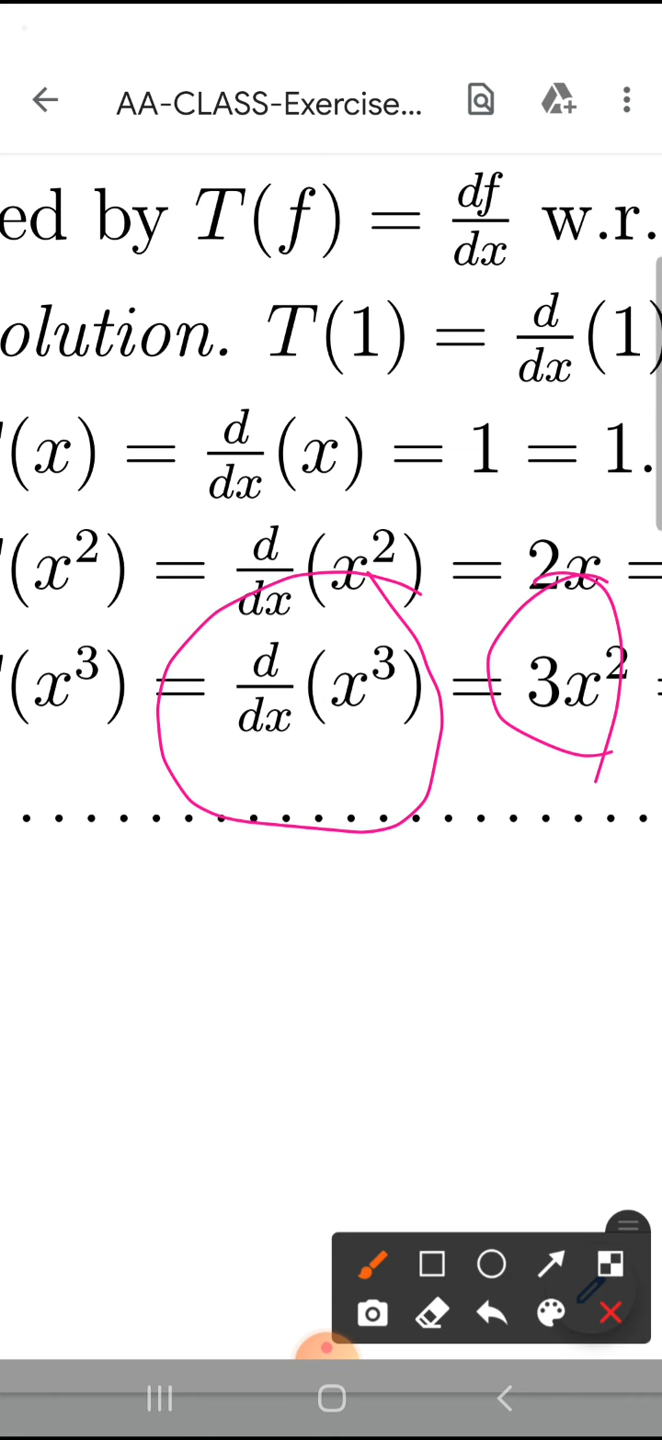 AA-CLASS-Exercise...
ed by T(f) = df/dx w.r.
olution. T(1) = d/dx(1)
(x) = d/dx(x) = 1 = 1.
(x²) = d/dx(x²) = 2x =
(x³) = d/dx(x³) = 3x²
. . . . . . . . . . . . . . . . . . . .